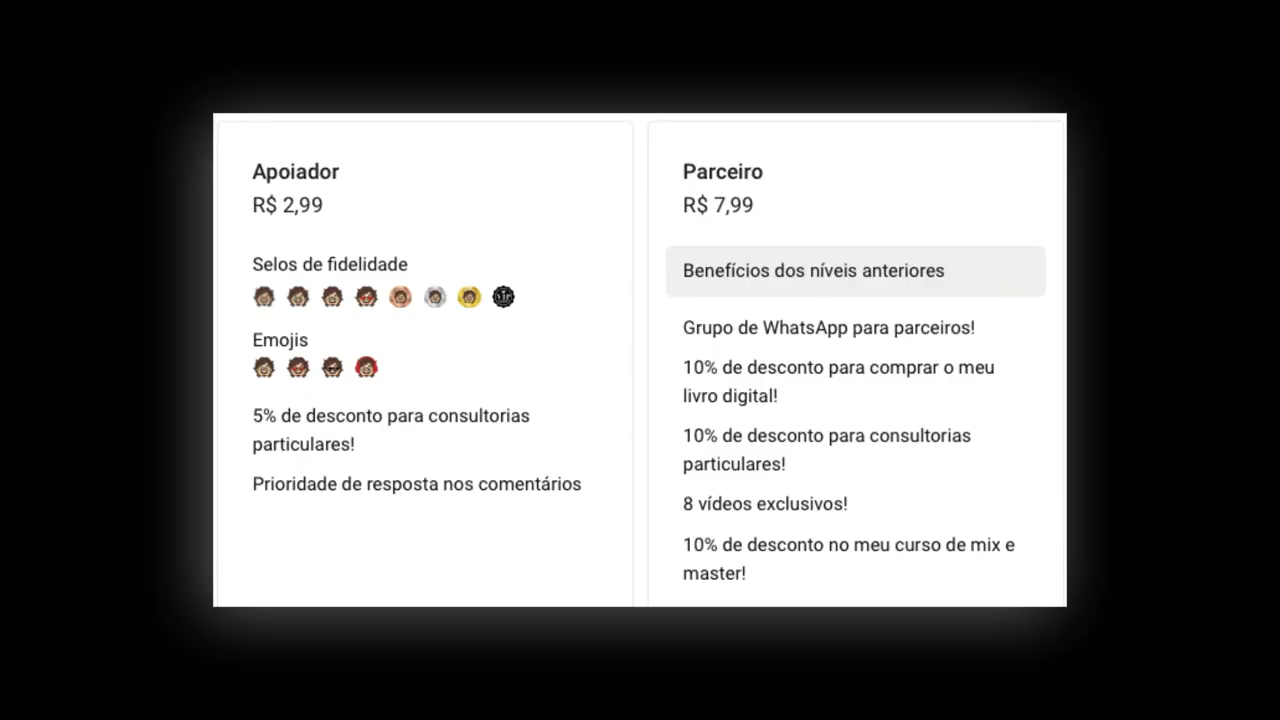 Apoiador
R$ 2,99
Selos de fidelidade
Emojis
5% de desconto para consultorias
particulares!
Prioridade de resposta nos comentários
Parceiro
R$ 7,99
Benefícios dos níveis anteriores
Grupo de WhatsApp para parceiros!
10% de desconto para comprar o meu
livro digital!
10% de desconto para consultorias
particulares!
8 vídeos exclusivos!
10% de desconto no meu curso de mix e
master!